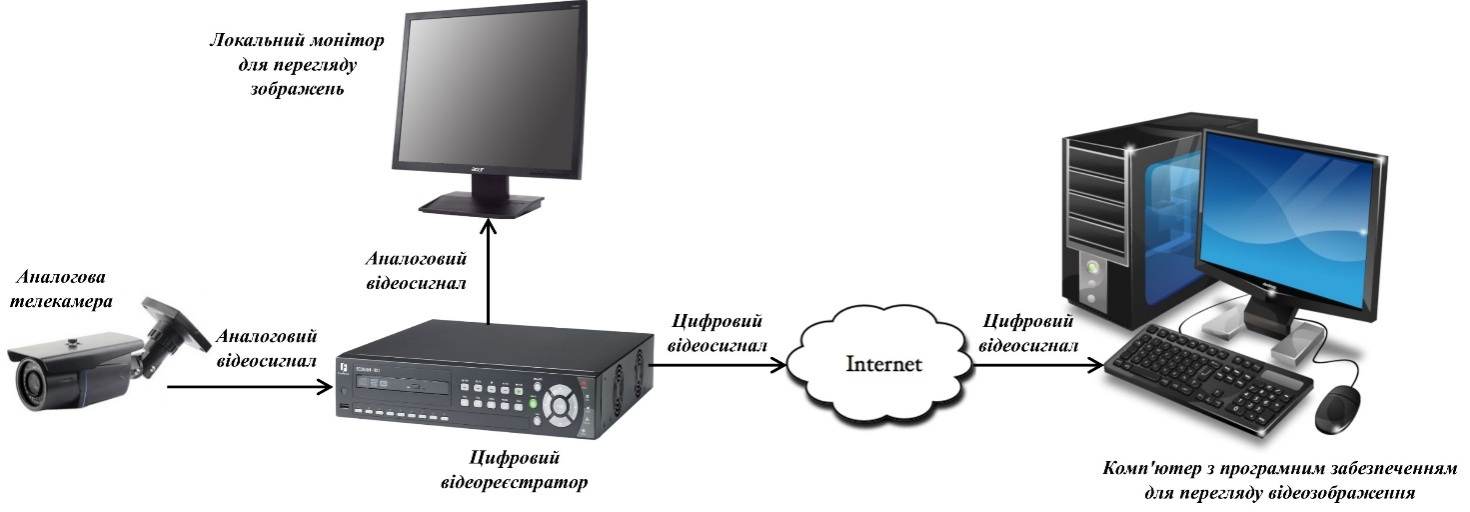 Локальний монітор
для перегляду
зображень
acer
Аналоговий
відеосигнал
Аналогова
телекамера
Аналоговий
відеосигнал
Цифровий
відеосигнал
Internet
Цифровий
відеосигнал
Цифровий
відеореєстратор
Комп'ютер з програмним забезпеченням
для перегляду відеозображення